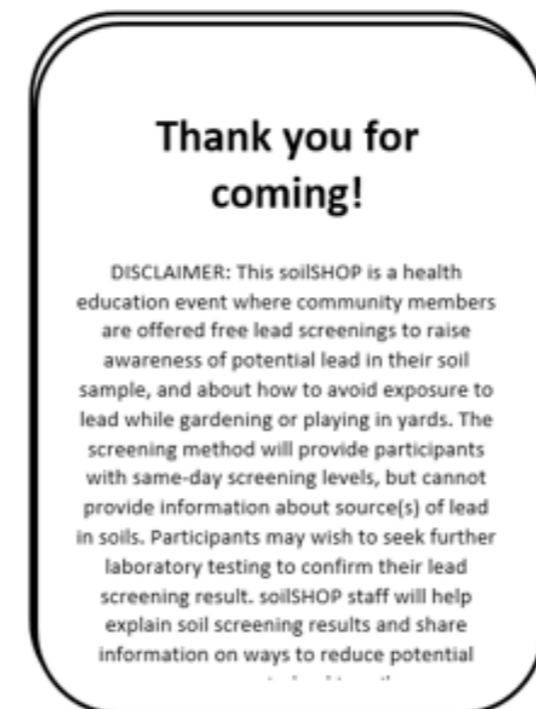 Thank you for
coming!
DISCLAIMER: This soilSHOP is a health
education event where community members
are offered free lead screenings to raise
awareness of potential lead in their soil
sample, and about how to avoid exposure to
lead while gardening or playing in yards. The
screening method will provide participants
with same-day screening levels, but cannot
provide information about source(s) of lead
in soils. Participants may wish to seek further
laboratory testing to confirm their lead
screening result. soilSHOP staff will help
explain soil screening results and share
information on ways to reduce potential